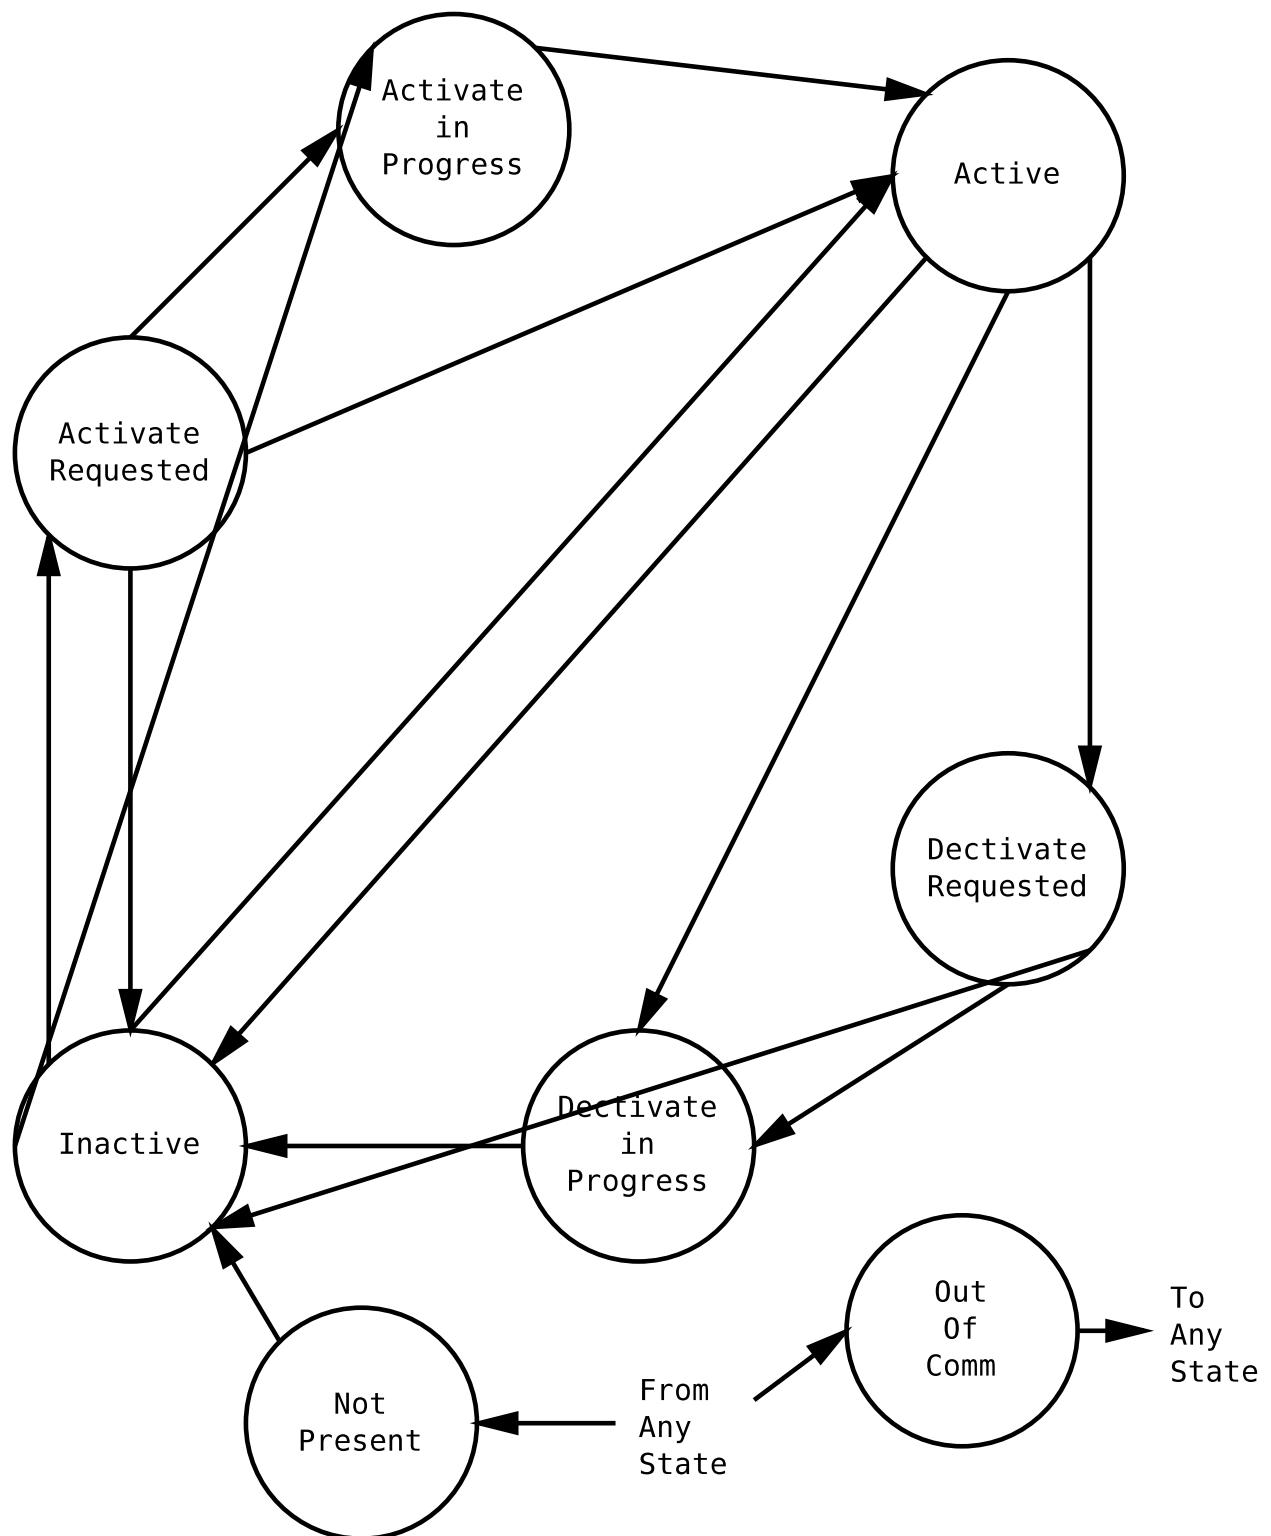 Activate
in
Progress
Active
Activate
Requested
Dectivate
Requested
Inactive
Dectivate
in
Progress
Out
Of
Comm
To
Any
State
Not
Present
From
Any
State